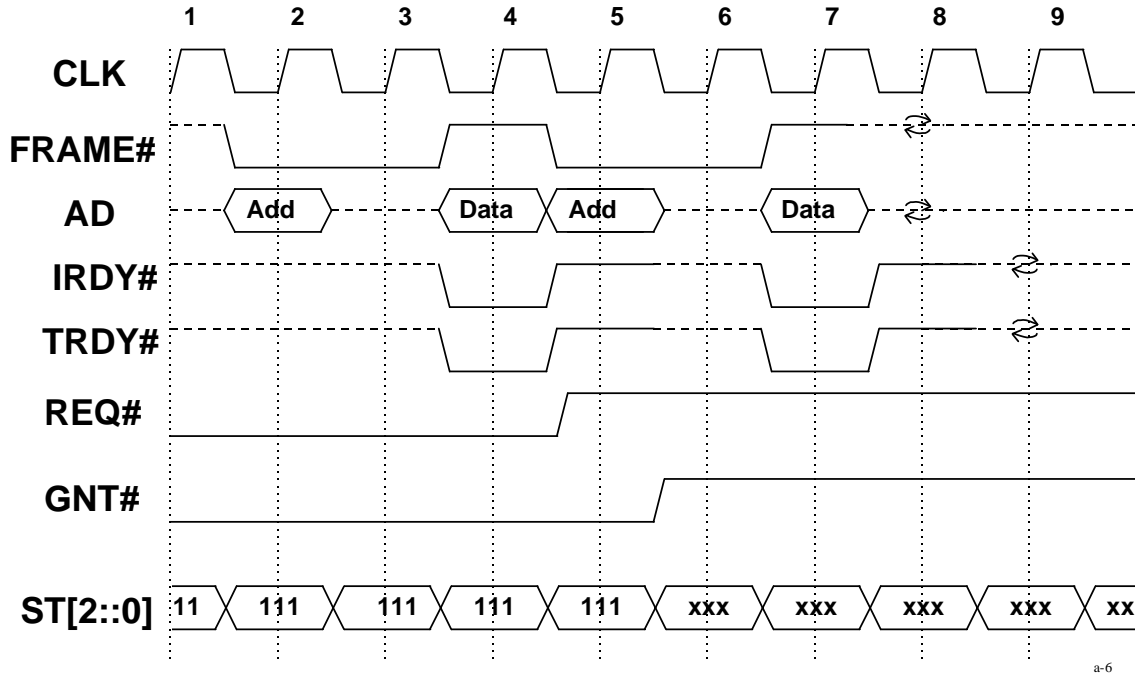 1 2 3 4 5 6 7 8 9
CLK
FRAME#
AD Add Data Add Data
IRDY#
TRDY#
REQ#
GNT#
ST[2::0] 11 111 111 111 111 xxx xxx xxx xxx xx
a-6